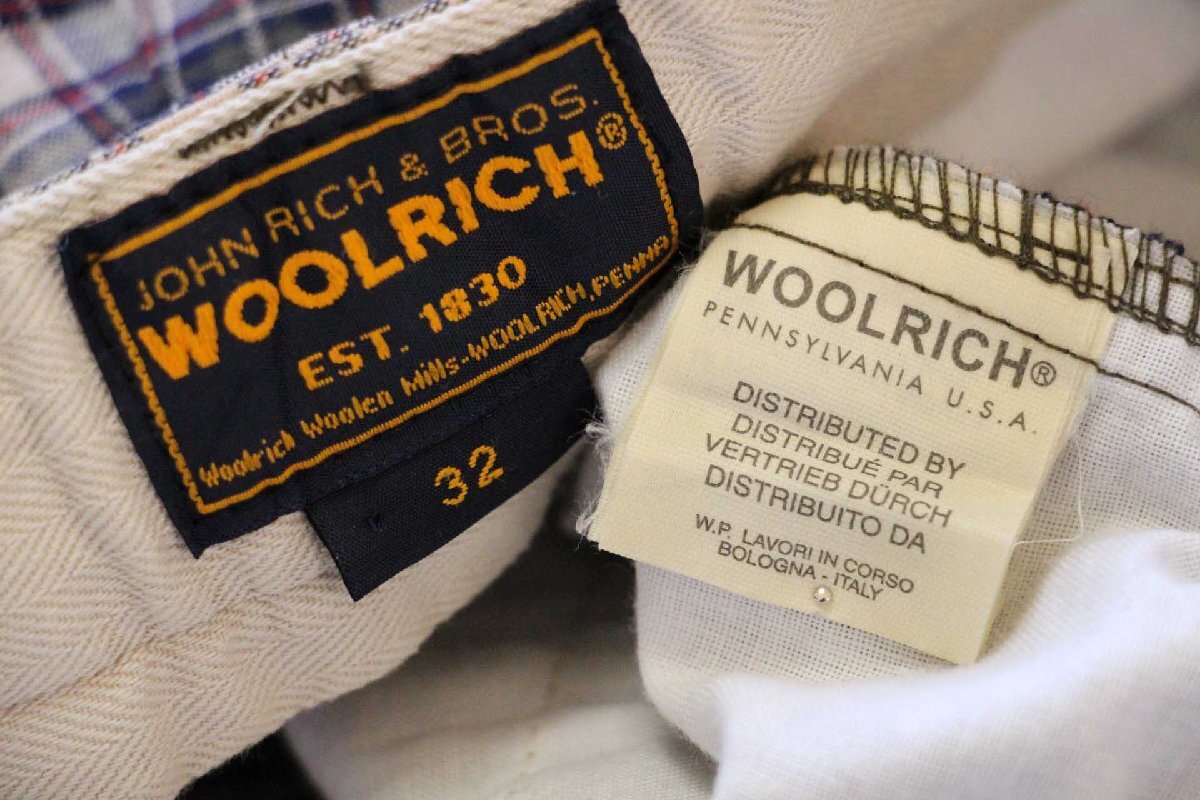 JOHN RICH & BROS.
WOOLRICH®
EST. 1830
Woolrich Woolen Mills-WOOLRICH, PENNA
32
WOOLRICH®
PENNSYLVANIA U.S.A.
DISTRIBUTED BY
DISTRIBUÉ PAR
VERTRIEB DÜRCH
DISTRIBUITO DA
W.P. LAVORI IN CORSO
BOLOGNA - ITALY